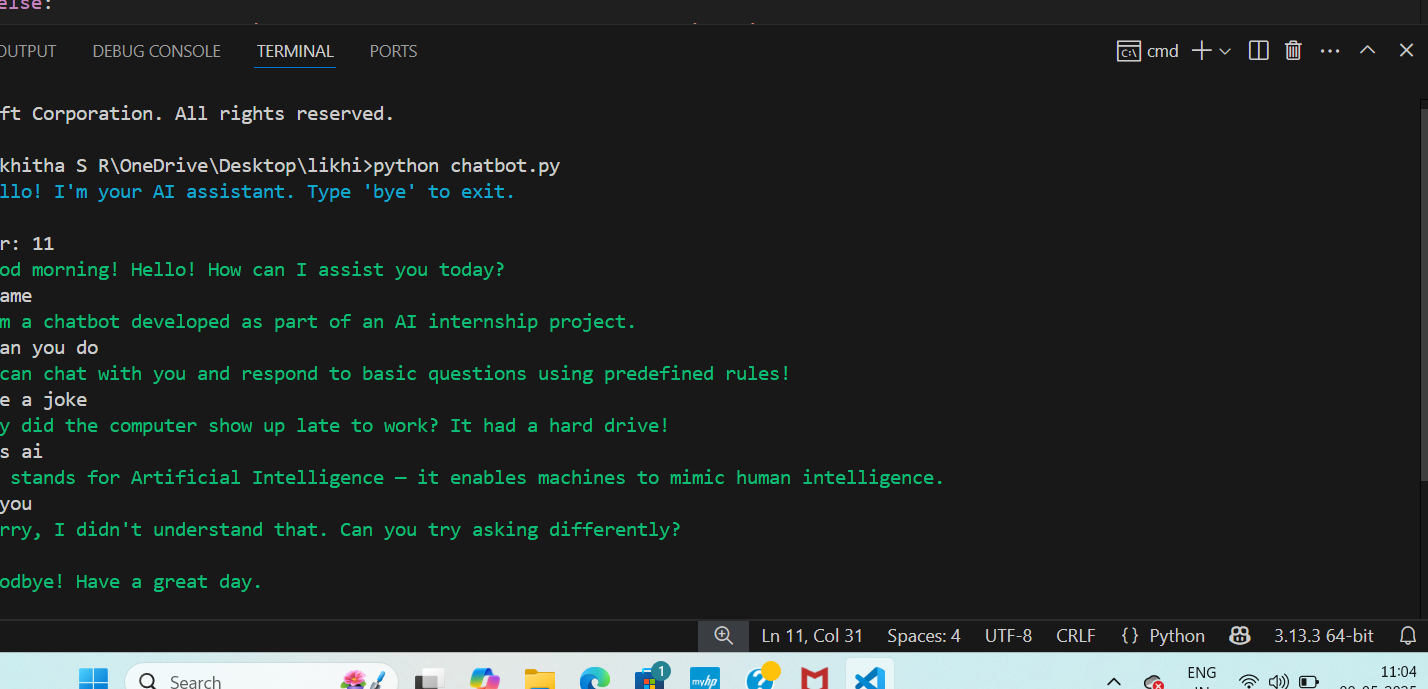 else:
OUTPUT DEBUG CONSOLE TERMINAL PORTS cmd
ft Corporation. All rights reserved.
khitha S R\OneDrive\Desktop\likhi>python chatbot.py
llo! I'm your AI assistant. Type 'bye' to exit.
r: 11
od morning! Hello! How can I assist you today?
ame
m a chatbot developed as part of an AI internship project.
an you do
can chat with you and respond to basic questions using predefined rules!
e a joke
y did the computer show up late to work? It had a hard drive!
s ai
stands for Artificial Intelligence — it enables machines to mimic human intelligence.
you
rry, I didn't understand that. Can you try asking differently?
odbye! Have a great day.
Ln 11, Col 31 Spaces: 4 UTF-8 CRLF {} Python 3.13.3 64-bit
Search 1 myhp ENG 11:04